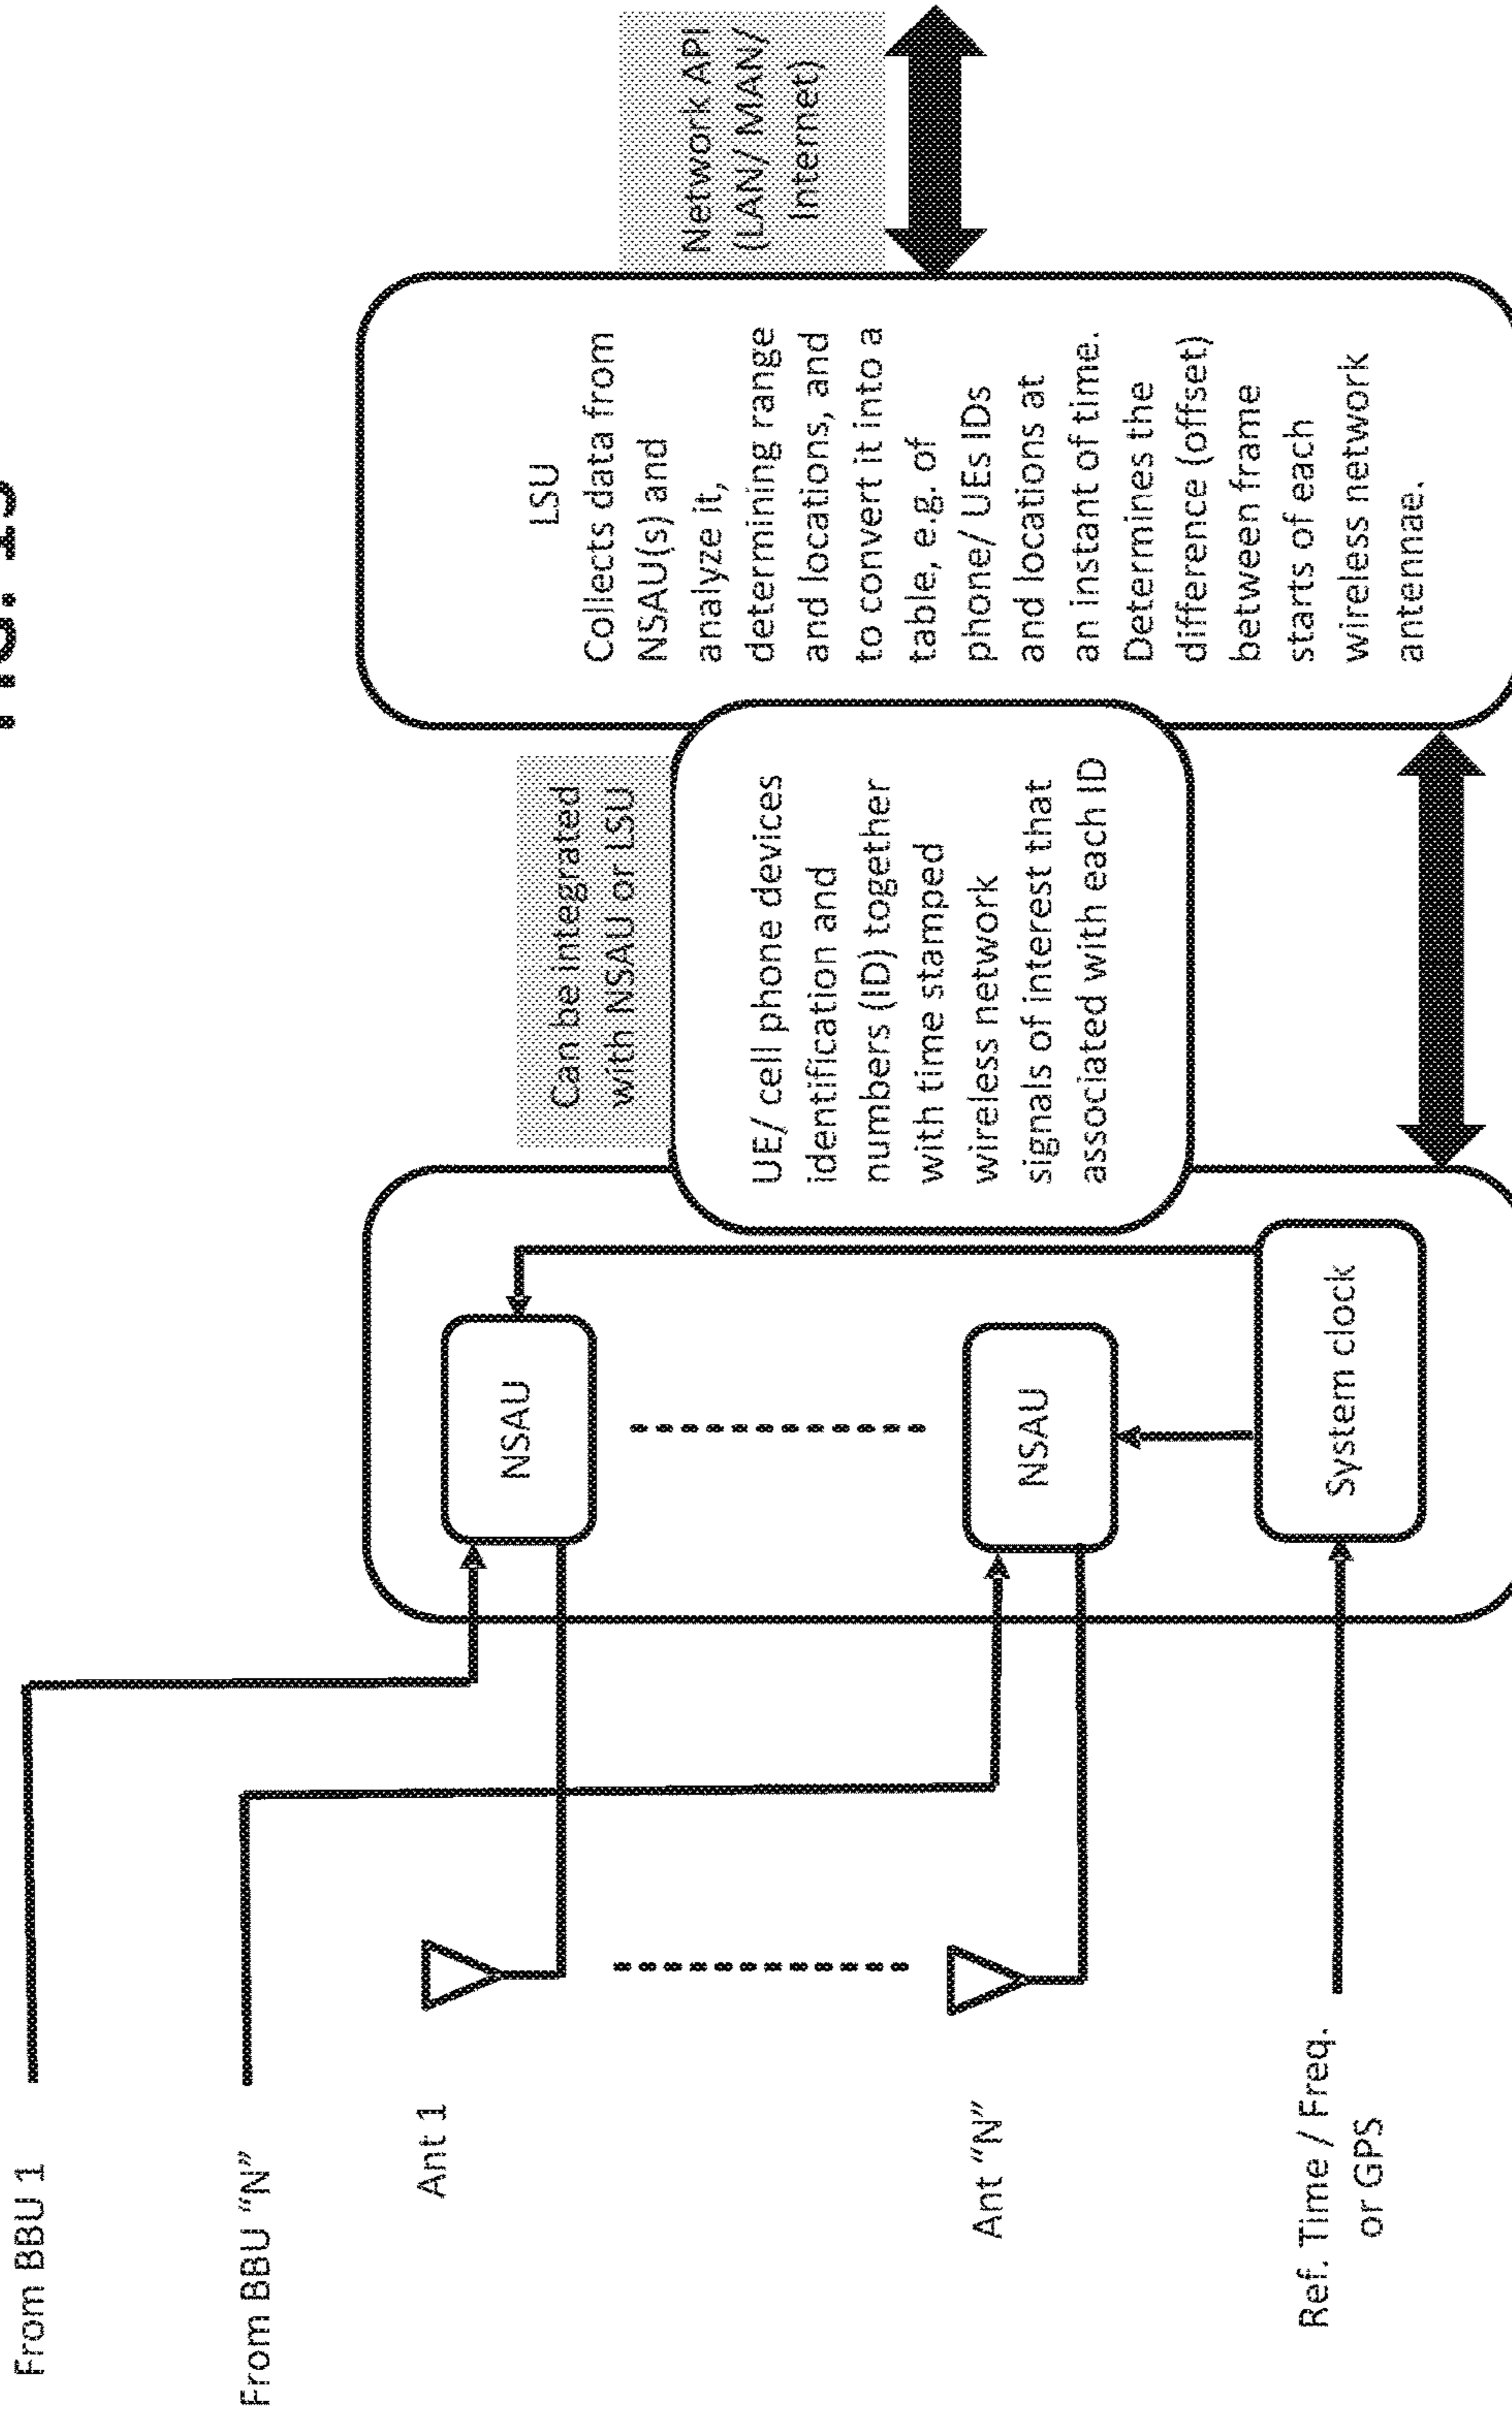 FIG.
From BBU 1
From BBU "N"
Ant 1
Ant "N"
Ref. Time / Freq.
or GPS
NSAU
NSAU
System clock
Can be integrated
with NSAU or LSU
UE/ cell phone devices
identification and
numbers (ID) together
with time stamped
wireless network
signals of interest that
associated with each ID
LSU
Collects data from
NSAU(s) and
analyze it,
determining range
and locations, and
to convert it into a
table, e.g. of
phone/ UEs IDs
and locations at
an instant of time.
Determines the
difference (offset)
between frame
starts of each
wireless network
antennae.
Network API
(LAN/ MAN/
Internet)